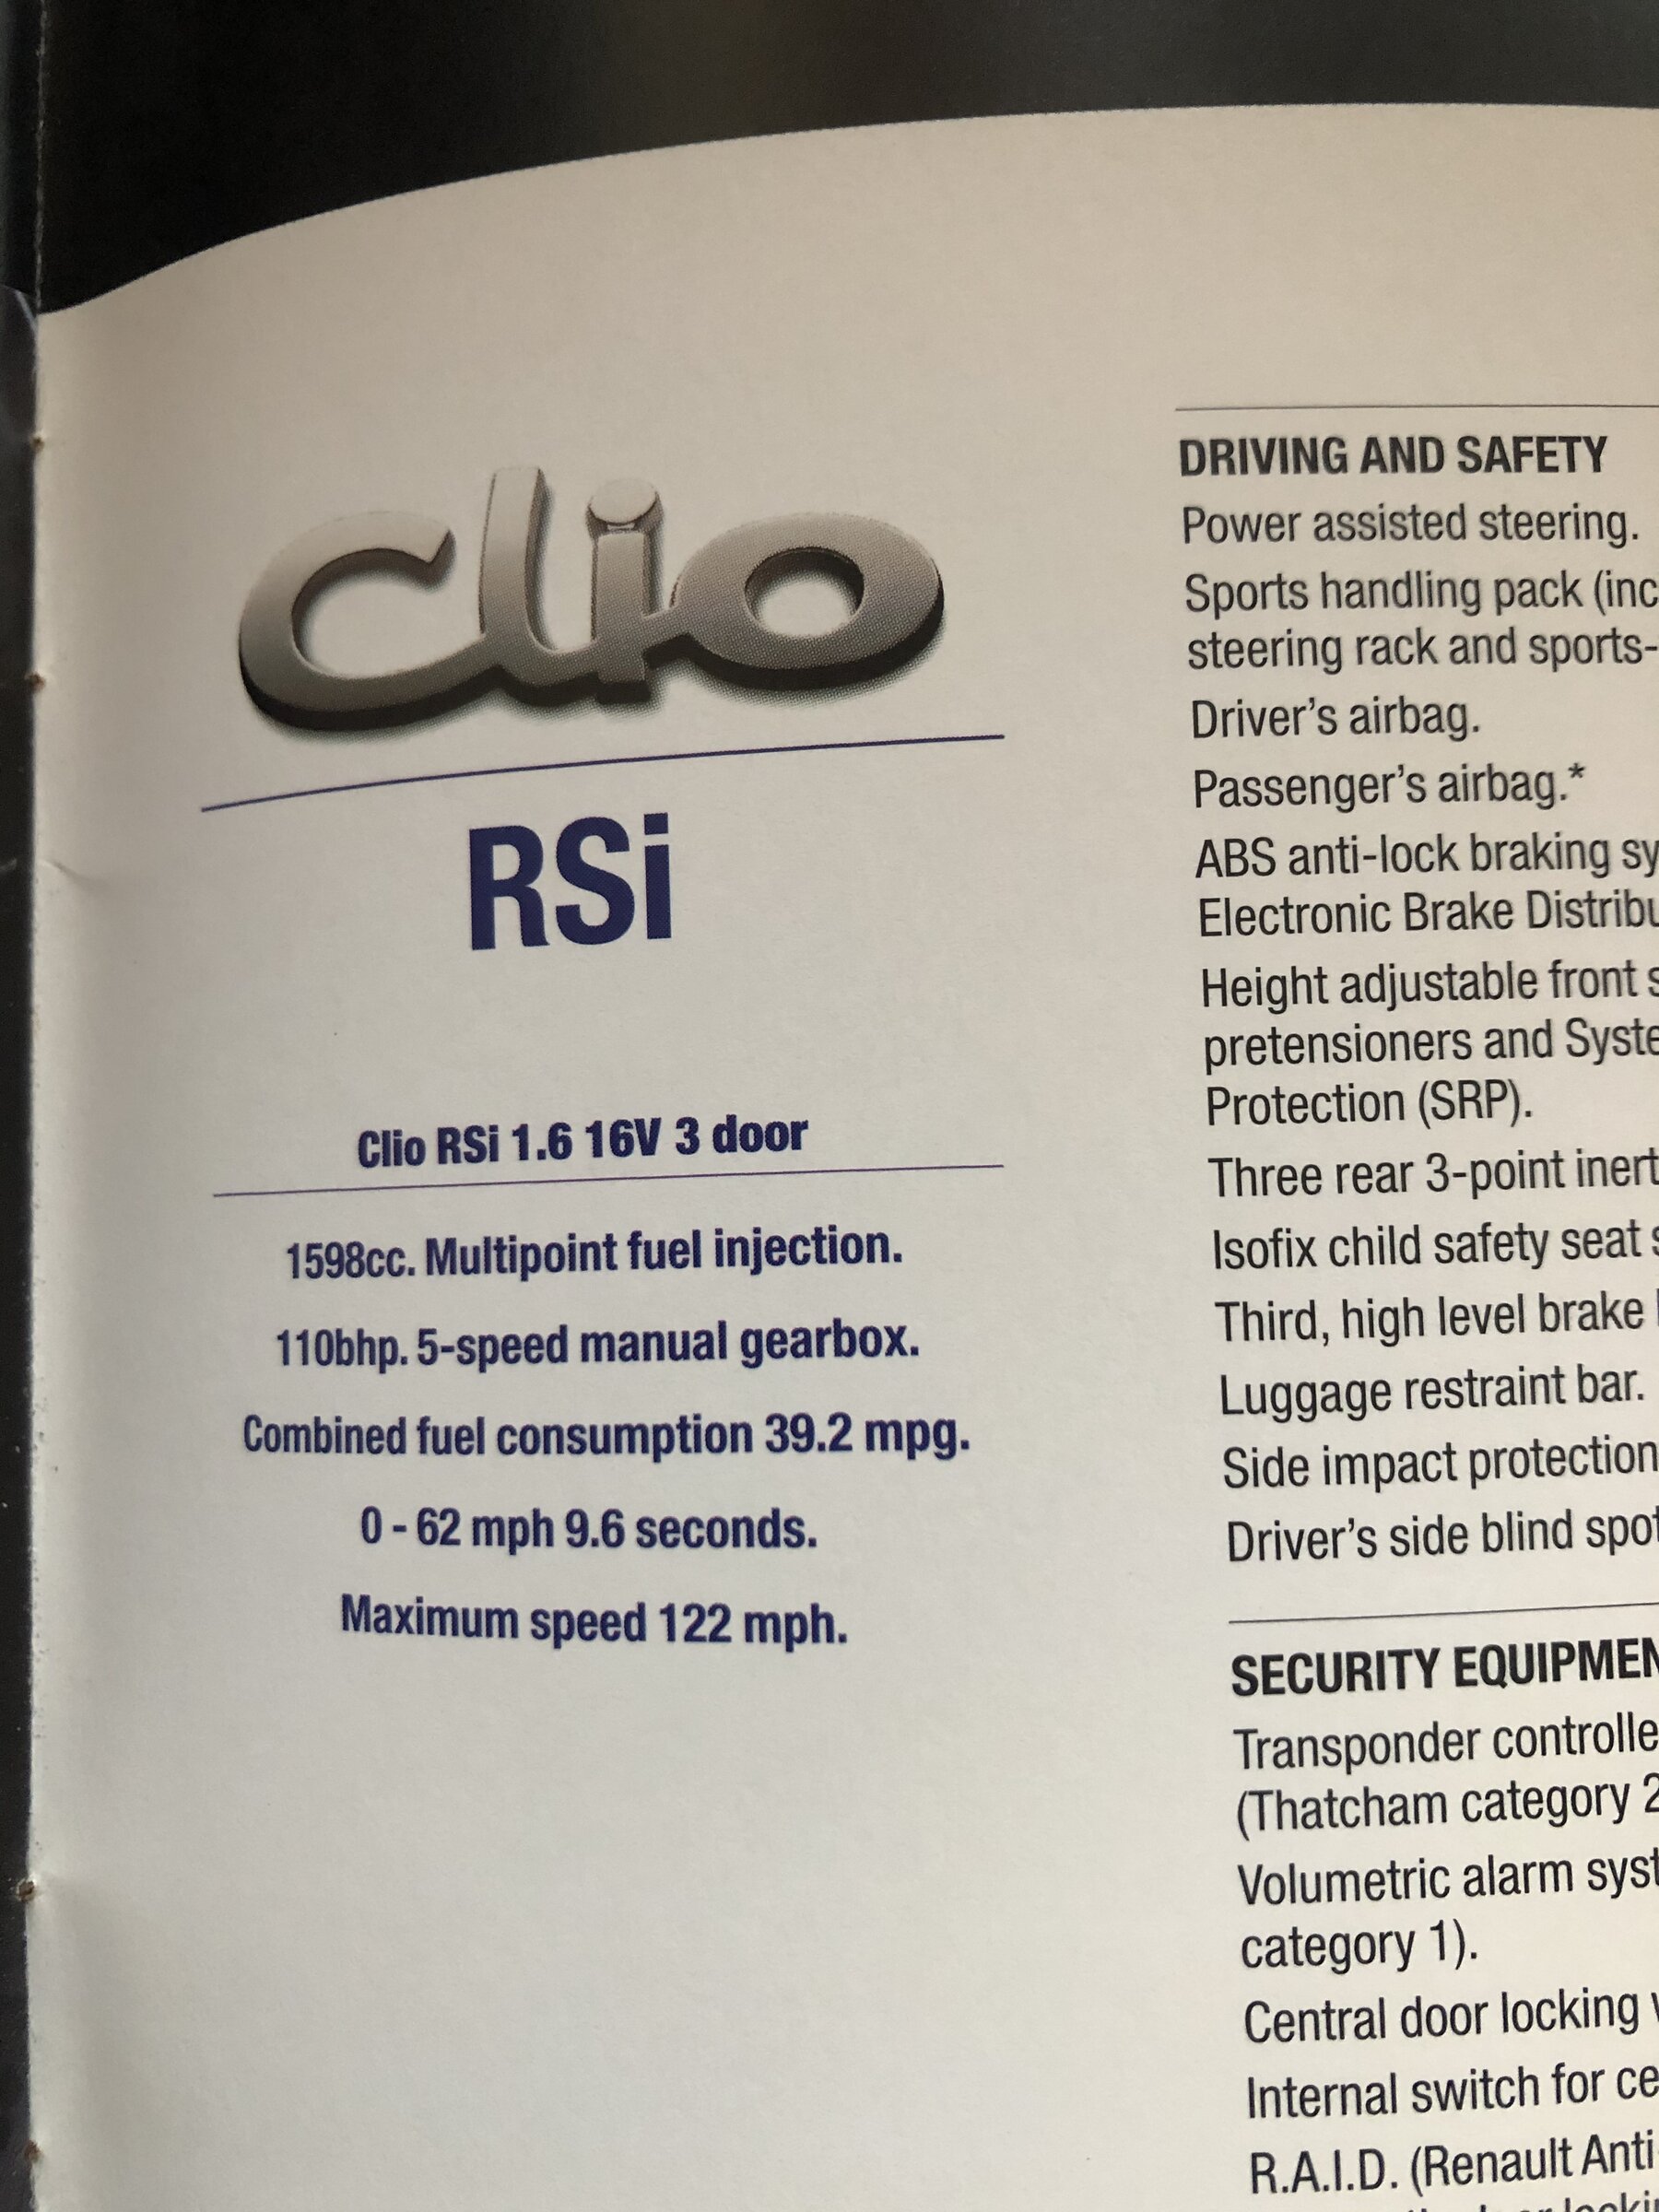 Clio
RSi
Clio RSi 1.6 16V 3 door
1598cc. Multipoint fuel injection.
110bhp. 5-speed manual gearbox.
Combined fuel consumption 39.2 mpg.
0 - 62 mph 9.6 seconds.
Maximum speed 122 mph.
DRIVING AND SAFETY
Power assisted steering.
Sports handling pack (inc
steering rack and sports-
Driver's airbag.
Passenger's airbag.*
ABS anti-lock braking sy
Electronic Brake Distribu
Height adjustable front s
pretensioners and Syste
Protection (SRP).
Three rear 3-point inert
Isofix child safety seat s
Third, high level brake
Luggage restraint bar.
Side impact protection
Driver's side blind spot
SECURITY EQUIPMEN
Transponder controlle
(Thatcham category 2
Volumetric alarm syst
category 1).
Central door locking
Internal switch for ce
R.A.I.D. (Renault Anti-